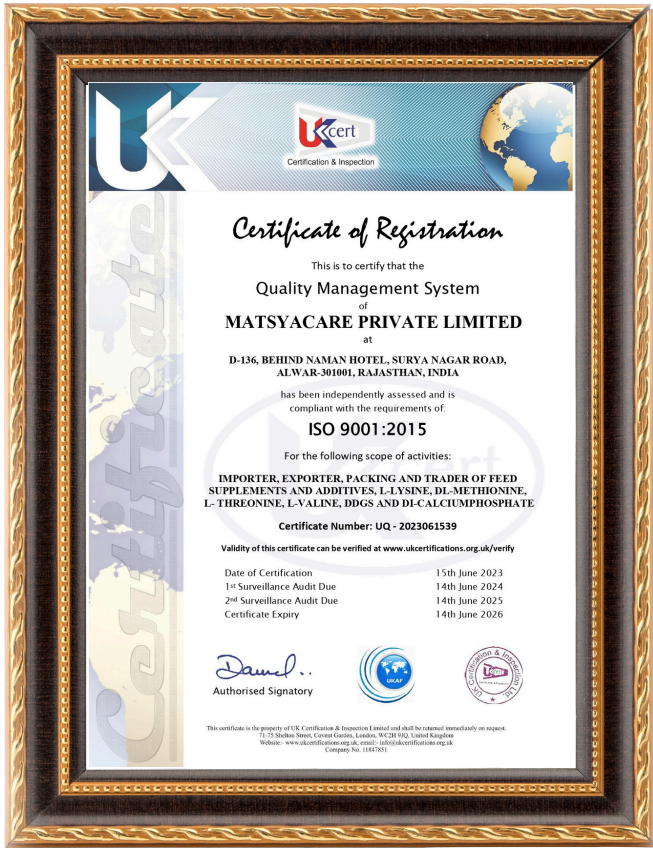 UK
UKcert
Certification & Inspection
Certificate
Certificate of Registration
This is to certify that the
Quality Management System
of
MATSYACARE PRIVATE LIMITED
at
D-136, BEHIND NAMAN HOTEL, SURYA NAGAR ROAD,
ALWAR-301001, RAJASTHAN, INDIA
has been independently assessed and is
compliant with the requirements of:
ISO 9001:2015
For the following scope of activities:
IMPORTER, EXPORTER, PACKING AND TRADER OF FEED
SUPPLEMENTS AND ADDITIVES, L-LYSINE, DL-METHIONINE,
L- THREONINE, L-VALINE, DDGS AND DI-CALCIUMPHOSPHATE
Certificate Number: UQ - 2023061539
Validity of this certificate can be verified at www.ukcertifications.org.uk/verify
Date of Certification 15th June 2023
1st Surveillance Audit Due 14th June 2024
2nd Surveillance Audit Due 14th June 2025
Certificate Expiry 14th June 2026
Authorised Signatory
UKAF
UK Certification & Inspection Ltd
This certificate is the property of UK Certification & Inspection Limited and shall be returned immediately on request.
71-75 Shelton Street, Covent Garden, London, WC2H 9JQ, United Kingdom
Website:- www.ukcertifications.org.uk, email:- info@ukcertifications.org.uk
Company No. 11847851